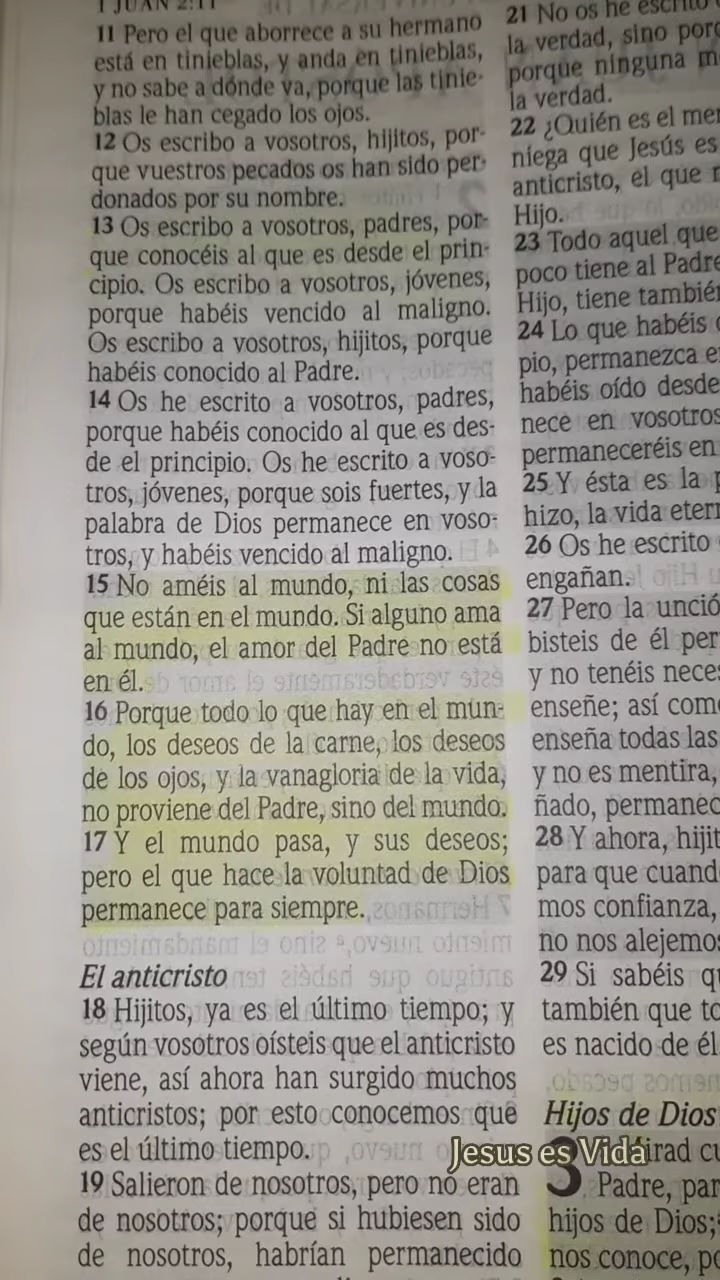 1 JUAN 2:11
11 Pero el que aborrece a su hermano
está en tinieblas, y anda en tinieblas,
y no sabe a dónde va, porque las tinie-
blas le han cegado los ojos.
12 Os escribo a vosotros, hijitos, por-
que vuestros pecados os han sido per-
donados por su nombre.
13 Os escribo a vosotros, padres, por-
que conocéis al que es desde el prin-
cipio. Os escribo a vosotros, jóvenes,
porque habéis vencido al maligno.
Os escribo a vosotros, hijitos, porque
habéis conocido al Padre.
14 Os he escrito a vosotros, padres,
porque habéis conocido al que es des-
de el principio. Os he escrito a voso-
tros, jóvenes, porque sois fuertes, y la
palabra de Dios permanece en voso-
tros, y habéis vencido al maligno.
15 No améis al mundo, ni las cosas
que están en el mundo. Si alguno ama
al mundo, el amor del Padre no está
en él.
16 Porque todo lo que hay en el mun-
do, los deseos de la carne, los deseos
de los ojos, y la vanagloria de la vida,
no proviene del Padre, sino del mundo.
17 Y el mundo pasa, y sus deseos;
pero el que hace la voluntad de Dios
permanece para siempre.
El anticristo
18 Hijitos, ya es el último tiempo; y
según vosotros oísteis que el anticristo
viene, así ahora han surgido muchos
anticristos; por esto conocemos que
es el último tiempo.
19 Salieron de nosotros, pero no eran
de nosotros; porque si hubiesen sido
de nosotros, habrían permanecido
21 No os he escrito
la verdad, sino
porque ninguna
la verdad.
22 ¿Quién es el
niega que Jesús es
anticristo, el que
Hijo.
23 Todo aquel que
poco tiene al Padre
Hijo, tiene
24 Lo que habéis
pio, permanezca
habéis oído desde
nece en vosotros
permaneceréis en
25 Y ésta es la
hizo, la vida
26 Os he escrito
engañan.
27 Pero la
bisteis de él
y no tenéis
enseñe; así
enseña todas las
y no es mentira,
ñado,
28 Y ahora,
para que
mos confianza,
no nos
29 Si sabéis
también que
es nacido de él
Hijos de Dios
3
Padre,
hijos de Dios;
nos conoce,
Jesus es Vida